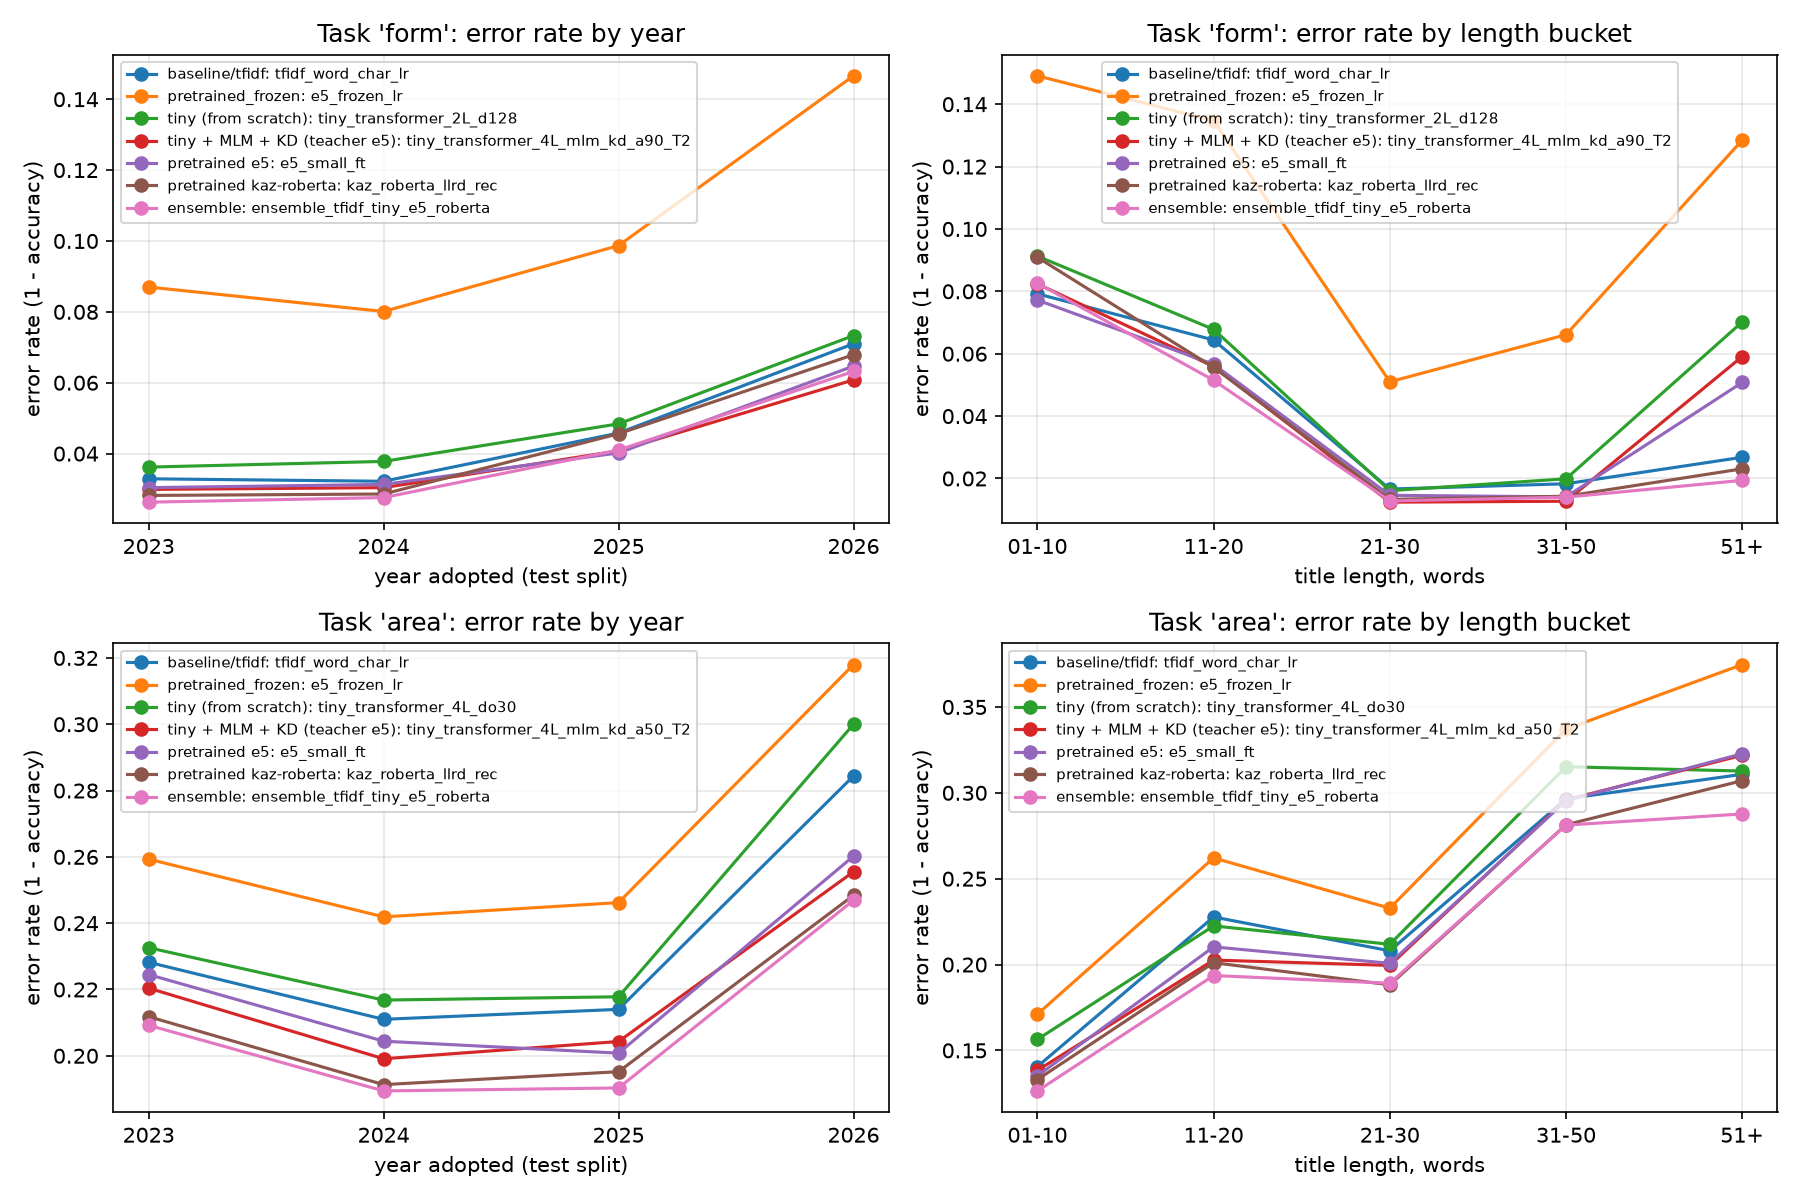 Task 'form': error rate by year
error rate (1 - accuracy)
0.14
0.12
0.10
0.08
0.06
0.04
baseline/tfidf: tfidf_word_char_lr
pretrained_frozen: e5_frozen_lr
tiny (from scratch): tiny_transformer_2L_d128
tiny + MLM + KD (teacher e5): tiny_transformer_4L_mlm_kd_a90_T2
pretrained e5: e5_small_ft
pretrained kaz-roberta: kaz_roberta_llrd_rec
ensemble: ensemble_tfidf_tiny_e5_roberta
2023 2024 2025 2026
year adopted (test split)
Task 'form': error rate by length bucket
error rate (1 - accuracy)
0.14
0.12
0.10
0.08
0.06
0.04
0.02
baseline/tfidf: tfidf_word_char_lr
pretrained_frozen: e5_frozen_lr
tiny (from scratch): tiny_transformer_2L_d128
tiny + MLM + KD (teacher e5): tiny_transformer_4L_mlm_kd_a90_T2
pretrained e5: e5_small_ft
pretrained kaz-roberta: kaz_roberta_llrd_rec
ensemble: ensemble_tfidf_tiny_e5_roberta
01-10 11-20 21-30 31-50 51+
title length, words
Task 'area': error rate by year
error rate (1 - accuracy)
0.32
0.30
0.28
0.26
0.24
0.22
0.20
baseline/tfidf: tfidf_word_char_lr
pretrained_frozen: e5_frozen_lr
tiny (from scratch): tiny_transformer_4L_do30
tiny + MLM + KD (teacher e5): tiny_transformer_4L_mlm_kd_a50_T2
pretrained e5: e5_small_ft
pretrained kaz-roberta: kaz_roberta_llrd_rec
ensemble: ensemble_tfidf_tiny_e5_roberta
2023 2024 2025 2026
year adopted (test split)
Task 'area': error rate by length bucket
error rate (1 - accuracy)
0.35
0.30
0.25
0.20
0.15
baseline/tfidf: tfidf_word_char_lr
pretrained_frozen: e5_frozen_lr
tiny (from scratch): tiny_transformer_4L_do30
tiny + MLM + KD (teacher e5): tiny_transformer_4L_mlm_kd_a50_T2
pretrained e5: e5_small_ft
pretrained kaz-roberta: kaz_roberta_llrd_rec
ensemble: ensemble_tfidf_tiny_e5_roberta
01-10 11-20 21-30 31-50 51+
title length, words